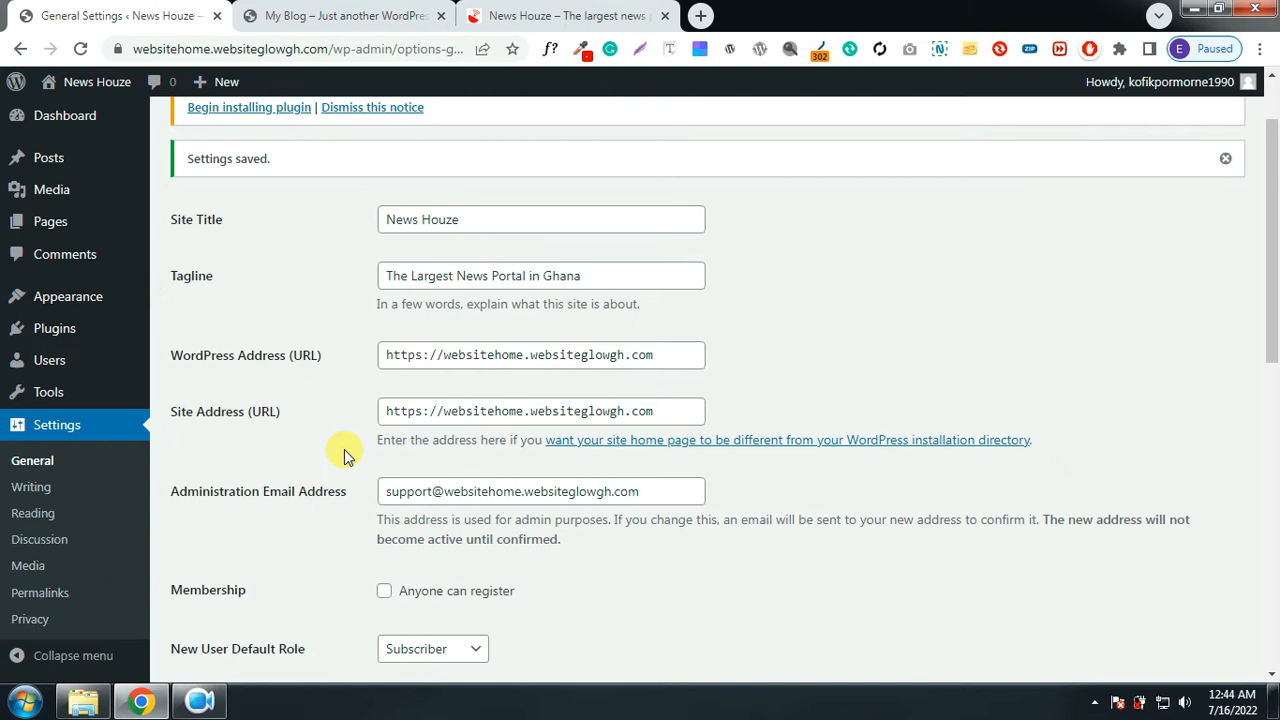 General Settings ‹ News Houze
My Blog – Just another WordPres
News Houze – The largest news p
websitehome.websiteglowgh.com/wp-admin/options-g...
f?
302
ZIP
E Paused
News Houze 0 New
Howdy, kofikpormorne1990
Dashboard
Posts
Media
Pages
Comments
Appearance
Plugins
Users
Tools
Settings
General
Writing
Reading
Discussion
Media
Permalinks
Privacy
Collapse menu
Begin installing plugin | Dismiss this notice
Settings saved.
Site Title
News Houze
Tagline
The Largest News Portal in Ghana
In a few words, explain what this site is about.
WordPress Address (URL)
https://websitehome.websiteglowgh.com
Site Address (URL)
https://websitehome.websiteglowgh.com
Enter the address here if you want your site home page to be different from your WordPress installation directory.
Administration Email Address
support@websitehome.websiteglowgh.com
This address is used for admin purposes. If you change this, an email will be sent to your new address to confirm it. The new address will not
become active until confirmed.
Membership
Anyone can register
New User Default Role
Subscriber
12:44 AM
7/16/2022